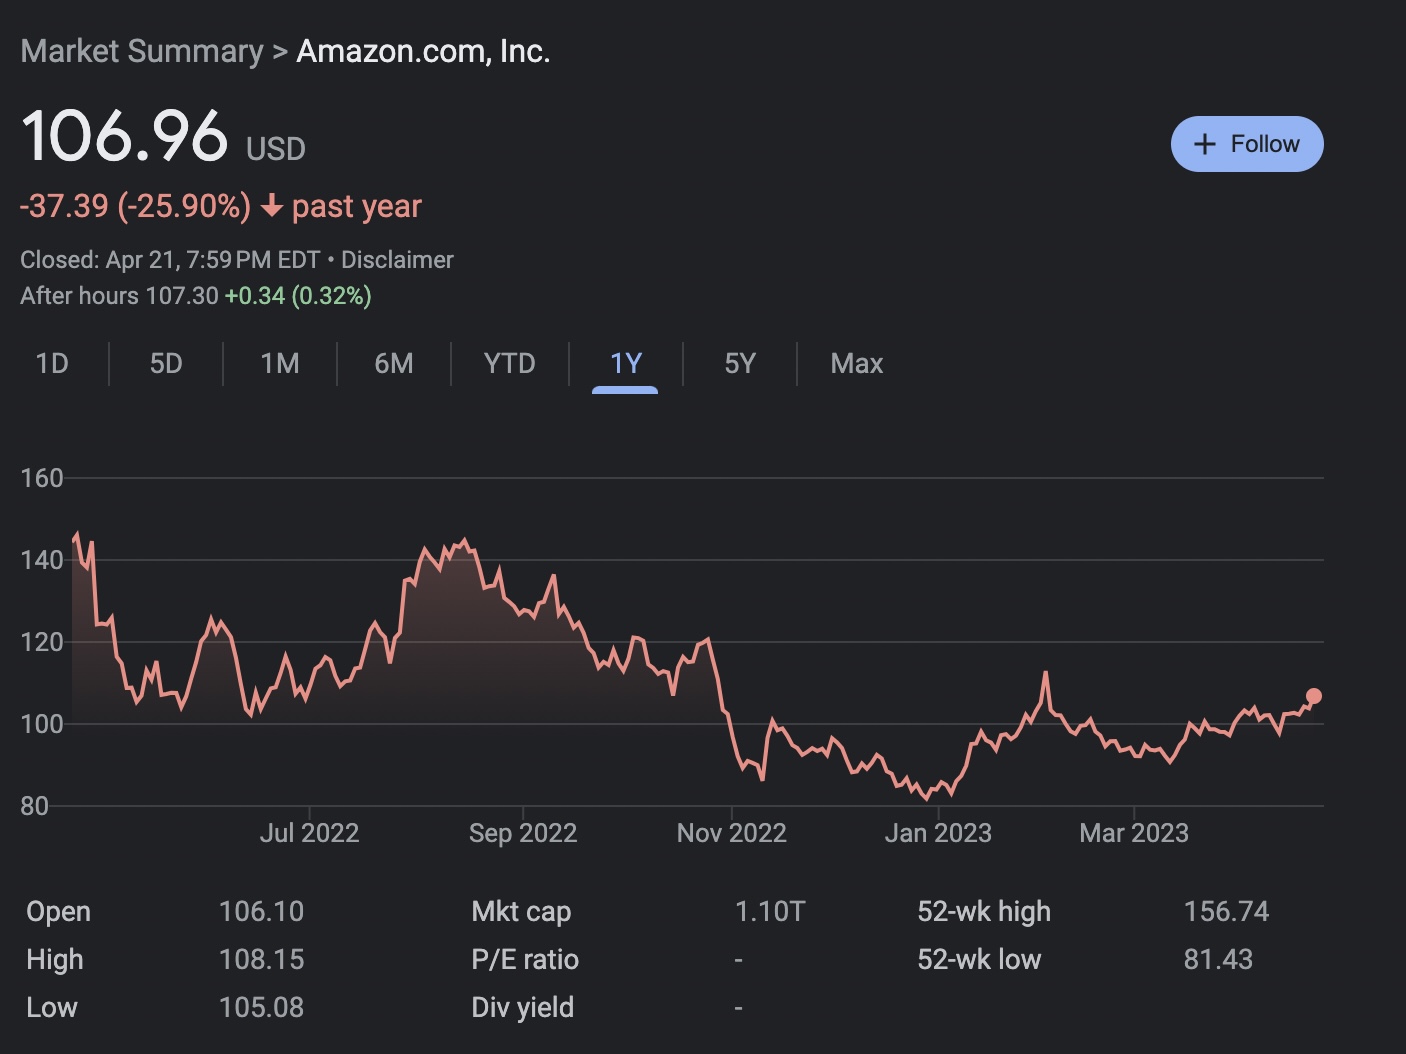 Market Summary > Amazon.com, Inc.
106.96 USD
+ Follow
-37.39 (-25.90%) ↓ past year
Closed: Apr 21, 7:59 PM EDT • Disclaimer
After hours 107.30 +0.34 (0.32%)
1D 5D 1M 6M YTD 1Y 5Y Max
160
140
120
100
80
Jul 2022 Sep 2022 Nov 2022 Jan 2023 Mar 2023
Open 106.10 Mkt cap 1.10T 52-wk high 156.74
High 108.15 P/E ratio - 52-wk low 81.43
Low 105.08 Div yield -